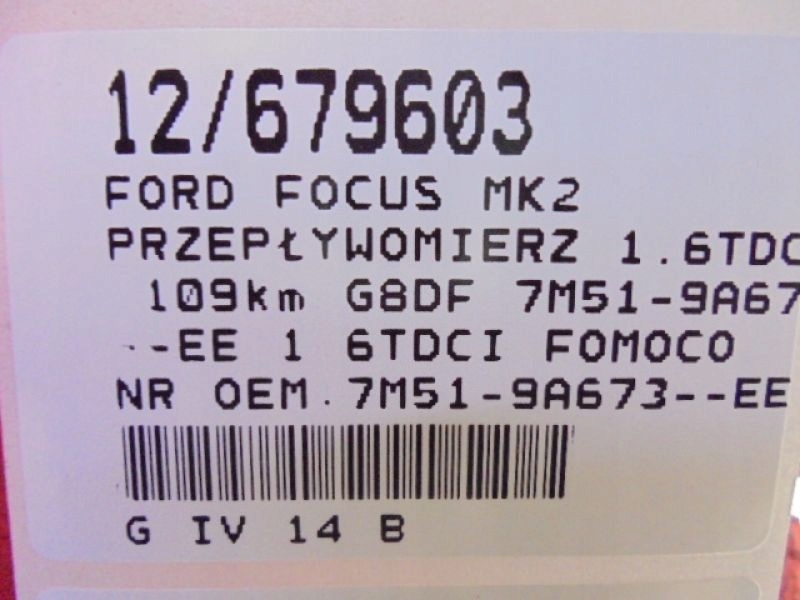 12/679603
FORD FOCUS MK2
PRZEPŁYWOMIERZ 1.6TDC
109km G8DF 7M51-9A67
--EE 1 6TDCI FOMOCO
NR OEM.7M51-9A673--EE
G IV 14 B